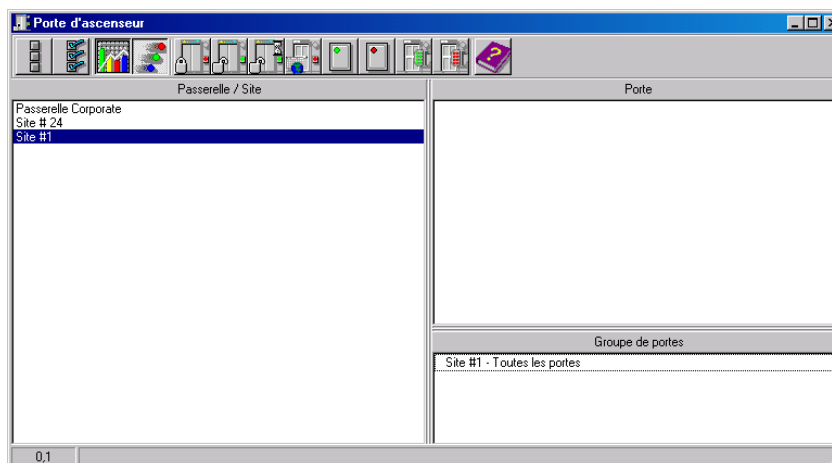 Porte d'ascenseur
Passerelle / Site
Passerelle Corporate
Site # 24
Site #1
Porte
Groupe de portes
Site #1 - Toutes les portes
0,1